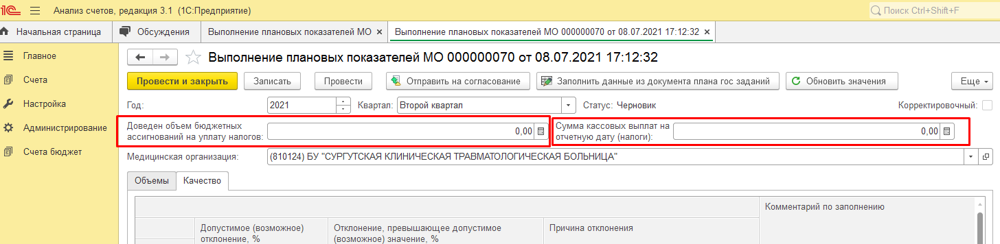 1С Анализ счетов, редакция 3.1 (1С:Предприятие) Поиск Ctrl+Shift+F
Начальная страница Обсуждения Выполнение плановых показателей МО × Выполнение плановых показателей МО 000000070 от 08.07.2021 17:12:32 ×
Главное
Счета
Настройка
Администрирование
Счета бюджет
Выполнение плановых показателей МО 000000070 от 08.07.2021 17:12:32
Провести и закрыть Записать Провести Отправить на согласование Заполнить данные из документа плана гос заданий Обновить значения Еще
Год: 2021 Квартал: Второй квартал Статус: Черновик Корректировочный:
Доведен объем бюджетных
ассигнований на уплату налогов: 0,00
Сумма кассовых выплат на
отчетную дату (налоги): 0,00
Медицинская организация: (810124) БУ "СУРГУТСКАЯ КЛИНИЧЕСКАЯ ТРАВМАТОЛОГИЧЕСКАЯ БОЛЬНИЦА"
Объемы Качество
Комментарий по заполнению
Допустимое (возможное)
отклонение, %
Отклонение, превышающее допустимое
(возможное) значение, %
Причина отклонения